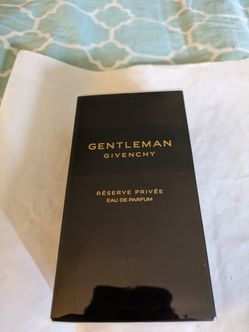 GENTLEMAN
GIVENCHY
RÉSERVE PRIVÉE
EAU DE PARFUM